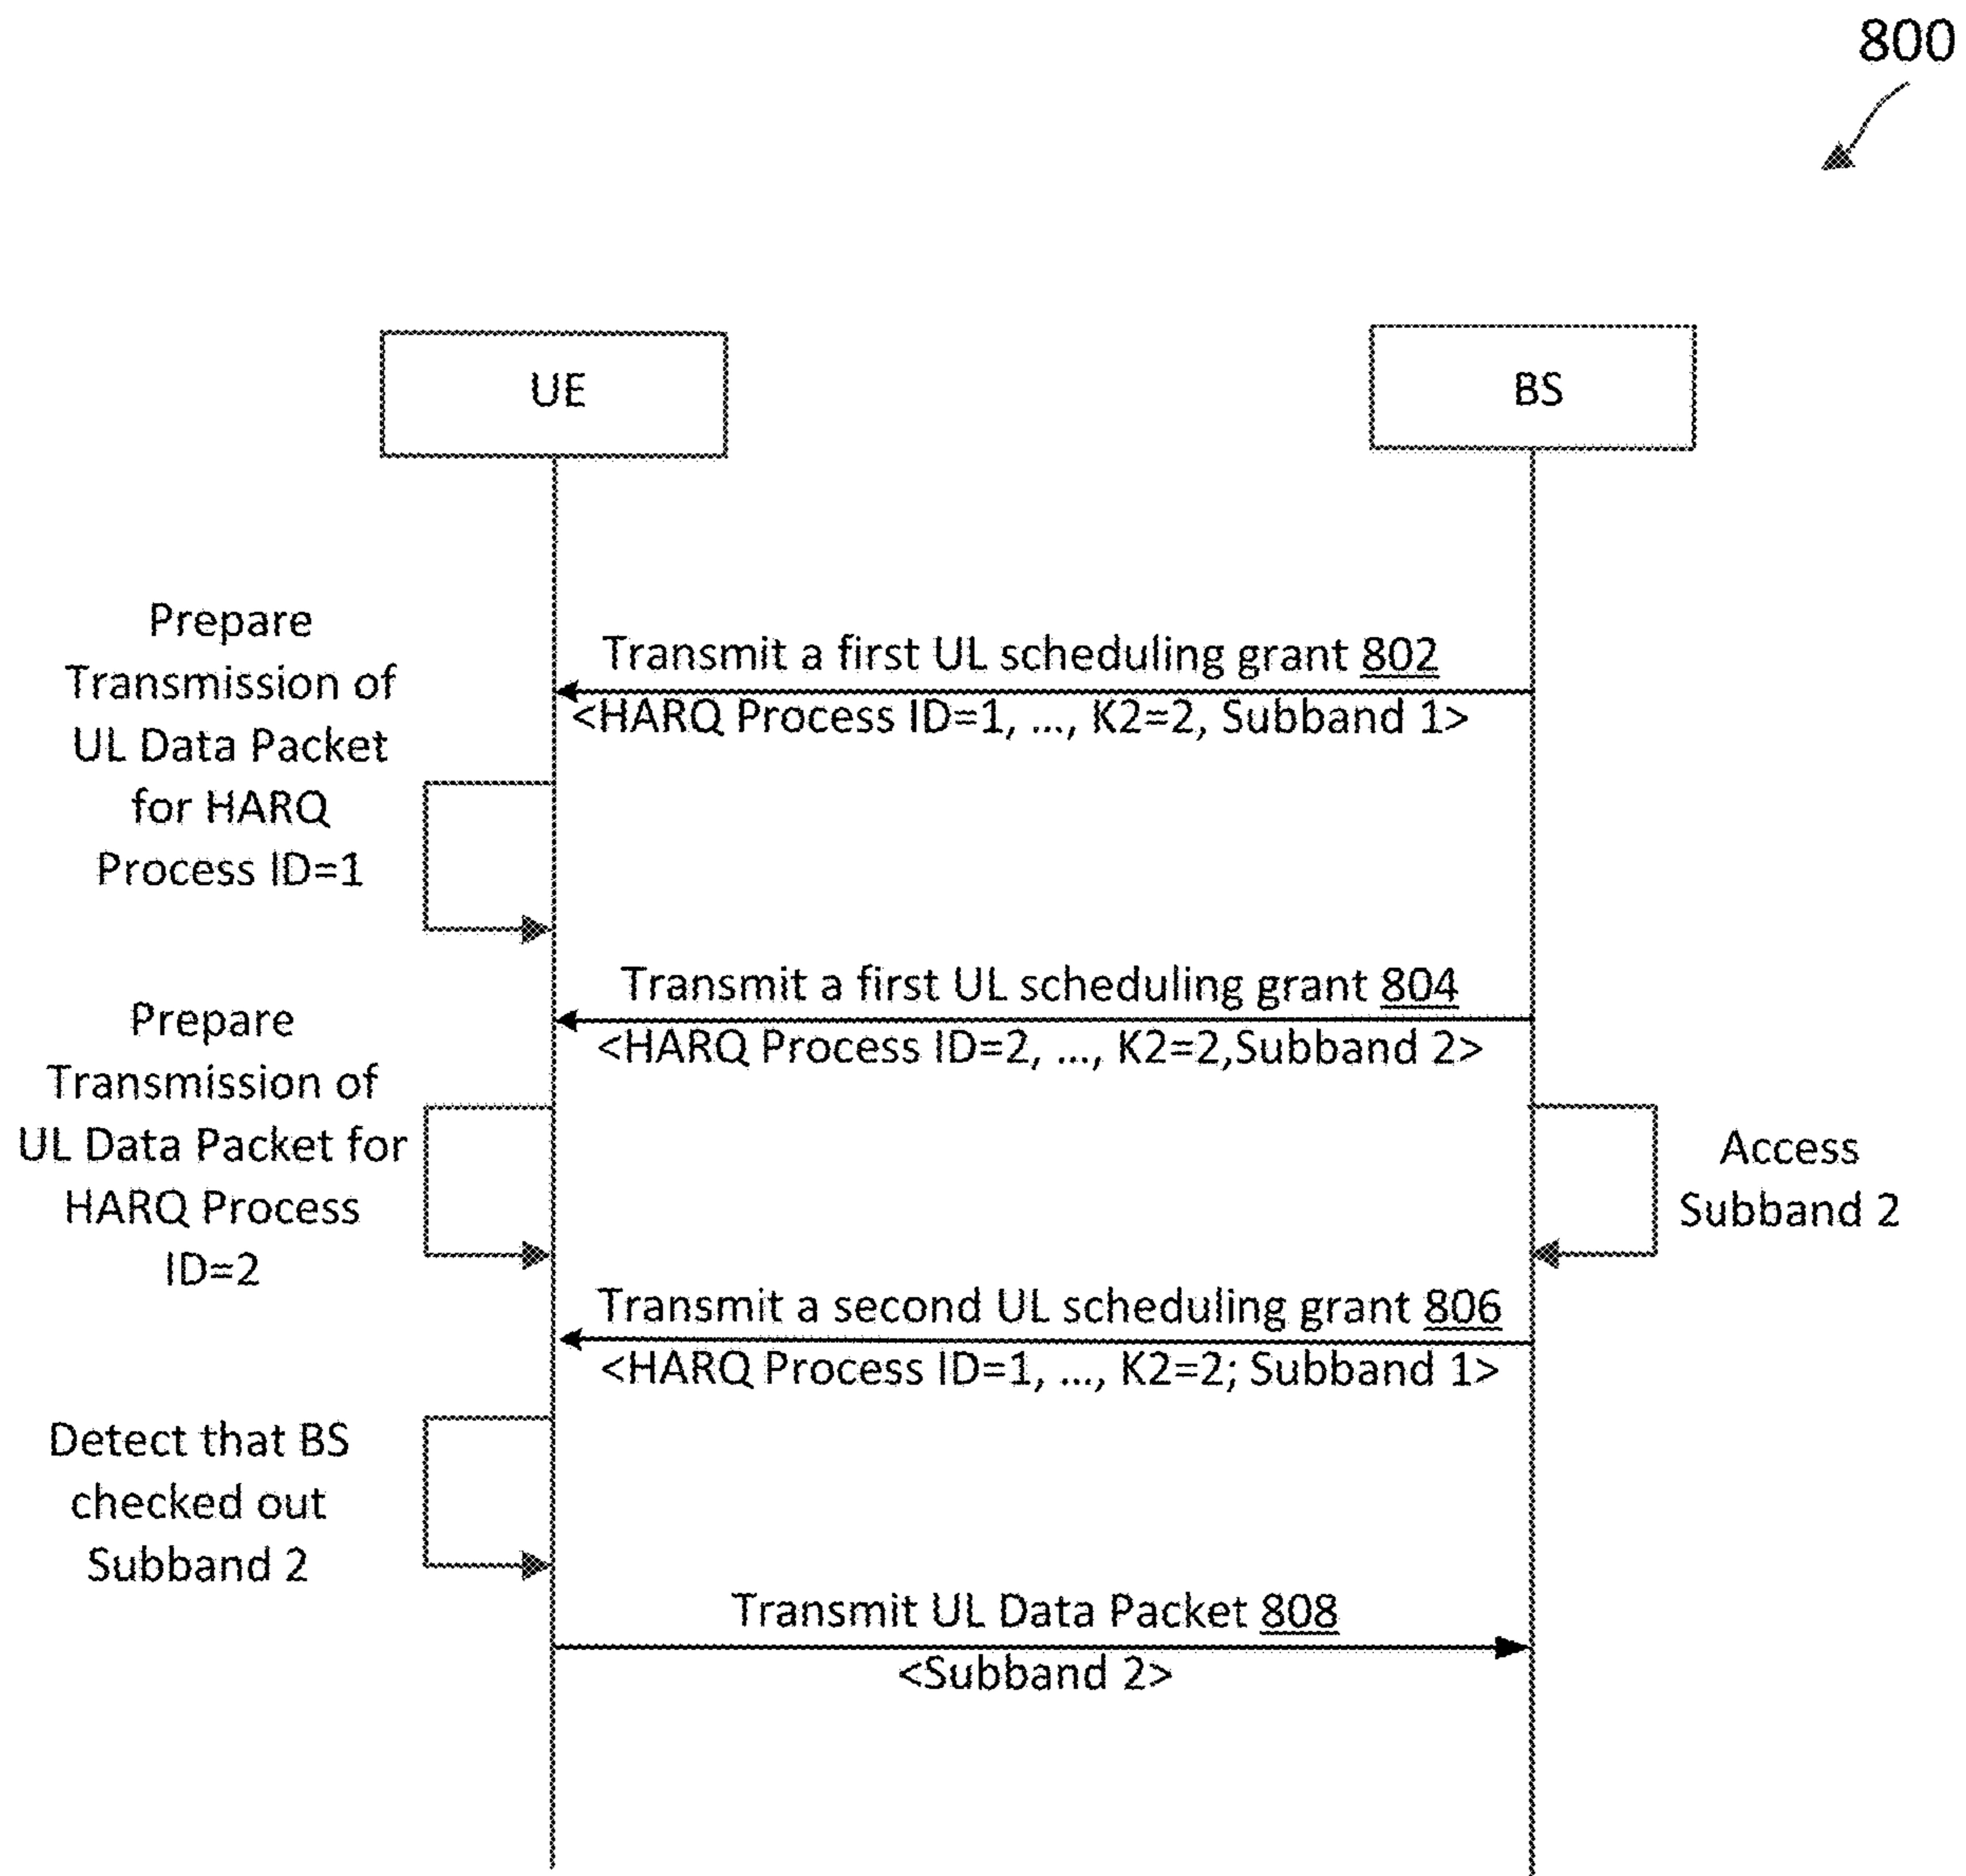 800
UE
BS
Prepare
Transmission of
UL Data Packet
for HARQ
Process ID=1
Transmit a first UL scheduling grant 802
<HARQ Process ID=1, ..., K2=2, Subband 1>
Transmit a first UL scheduling grant 804
<HARQ Process ID=2, ..., K2=2,Subband 2>
Prepare
Transmission of
UL Data Packet for
HARQ Process
ID=2
Access
Subband 2
Transmit a second UL scheduling grant 806
<HARQ Process ID=1, ..., K2=2; Subband 1>
Detect that BS
checked out
Subband 2
Transmit UL Data Packet 808
<Subband 2>